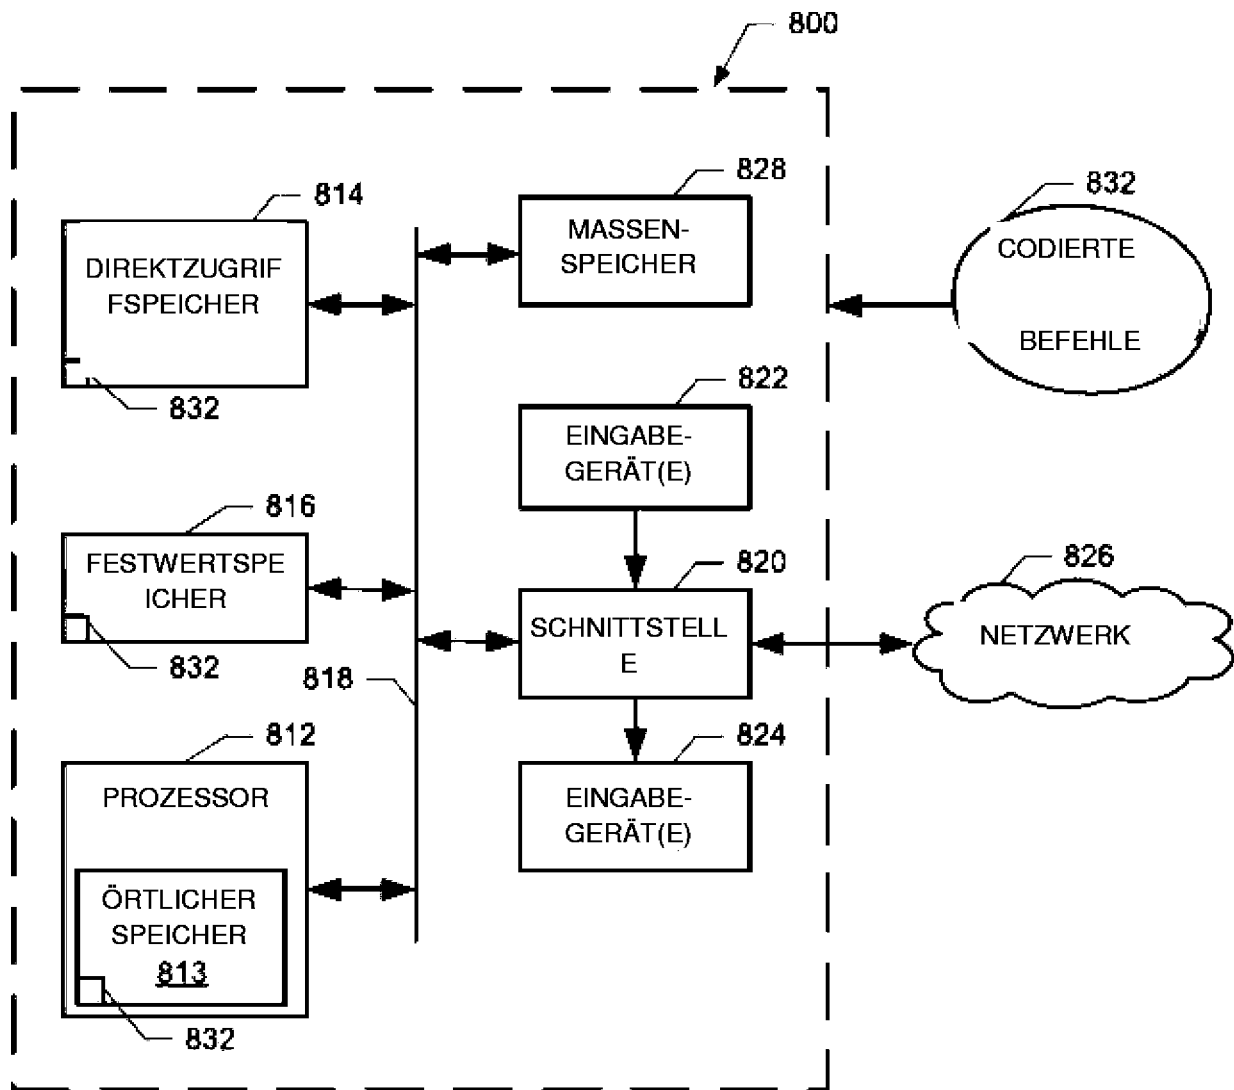 800
814
DIREKTZUGRIF
FSPEICHER
832
828
MASSEN-
SPEICHER
832
CODIERTE
BEFEHLE
822
EINGABE-
GERÄT(E)
816
FESTWERTSPE
ICHER
832
820
SCHNITTSTELL
E
826
NETZWERK
818
812
PROZESSOR
ÖRTLICHER
SPEICHER
813
832
824
EINGABE-
GERÄT(E)